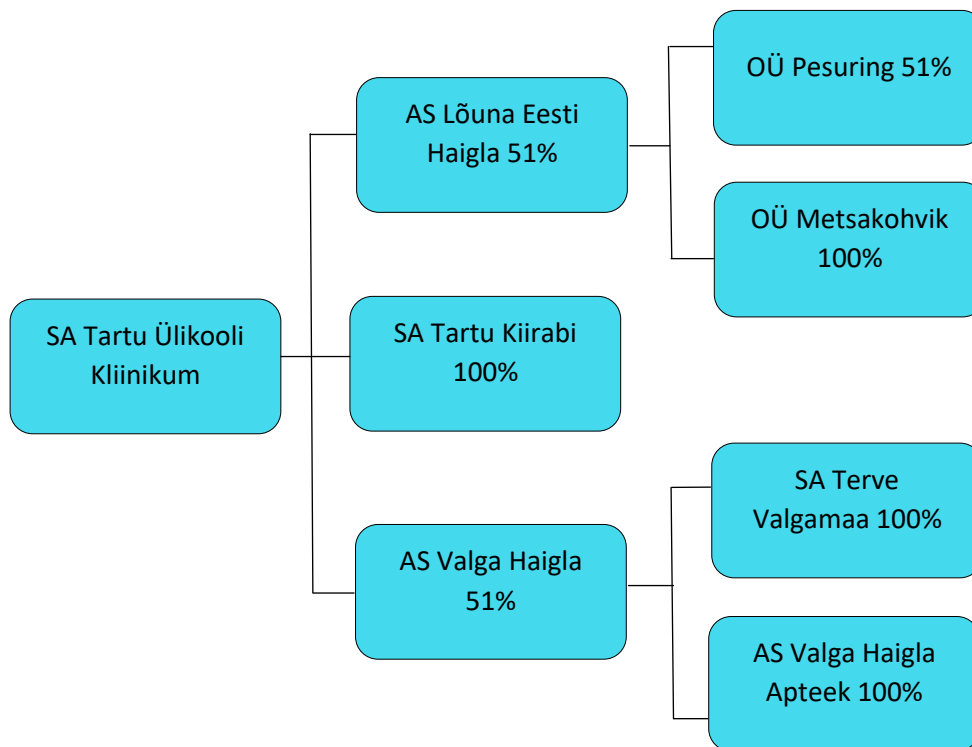 OÜ Pesuring 51%
AS Lõuna Eesti
Haigla 51%
OÜ Metsakohvik
100%
SA Tartu Ülikooli
Kliinikum
SA Tartu Kiirabi
100%
SA Terve
Valgamaa 100%
AS Valga Haigla
51%
AS Valga Haigla
Apteek 100%